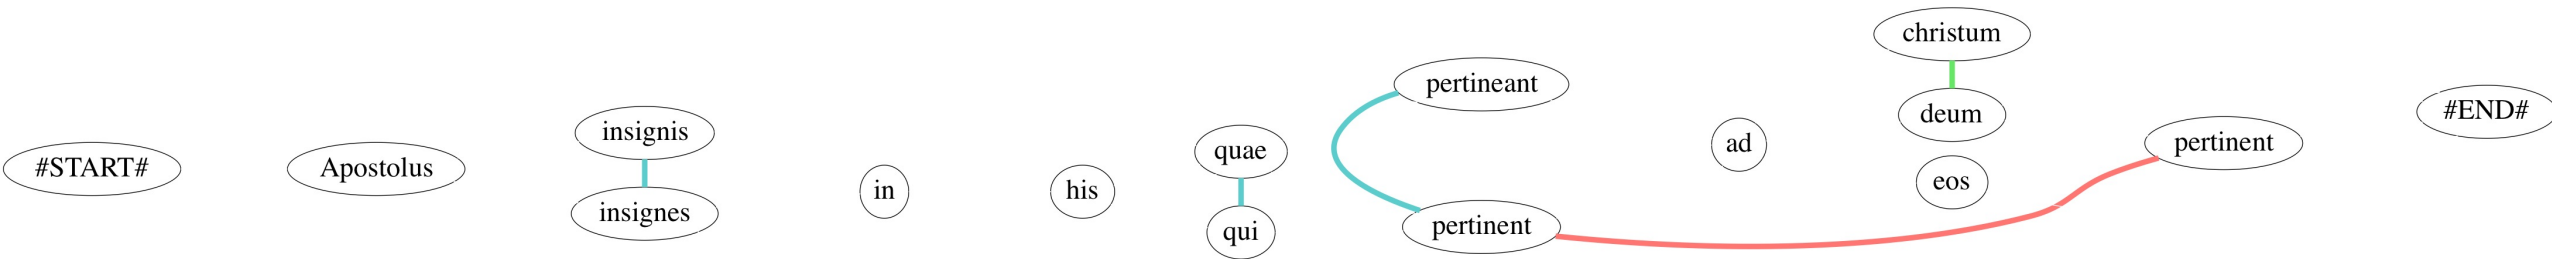 #START#
Apostolus
insignis
insignes
in
his
quae
qui
pertineant
pertinent
ad
christum
deum
eos
pertinent
#END#